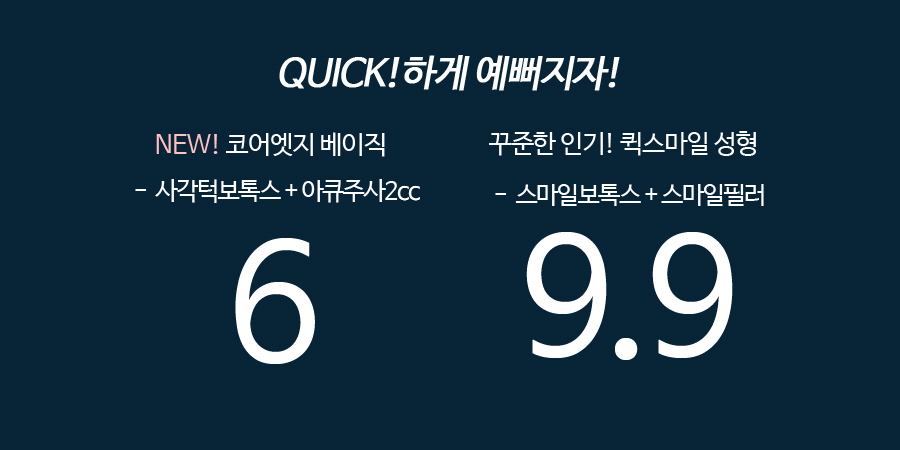 QUICK!하게 예뻐지자!
NEW! 코어엣지 베이직
- 사각턱보톡스 + 아큐주사2cc
6
꾸준한 인기! 퀵스마일 성형
- 스마일보톡스 + 스마일필러
9.9